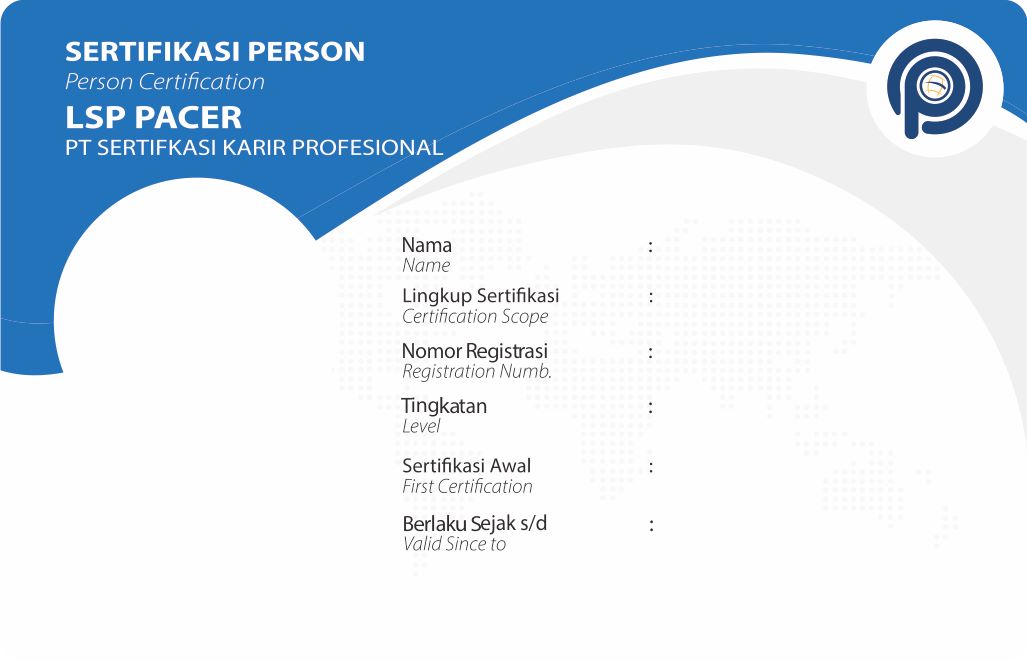 SERTIFIKASI PERSON
Person Certification
LSP PACER
PT SERTIFKASI KARIR PROFESIONAL
Nama :
Name
Lingkup Sertifikasi :
Certification Scope
Nomor Registrasi :
Registration Numb.
Tingkatan :
Level
Sertifikasi Awal :
First Certification
Berlaku Sejak s/d :
Valid Since to